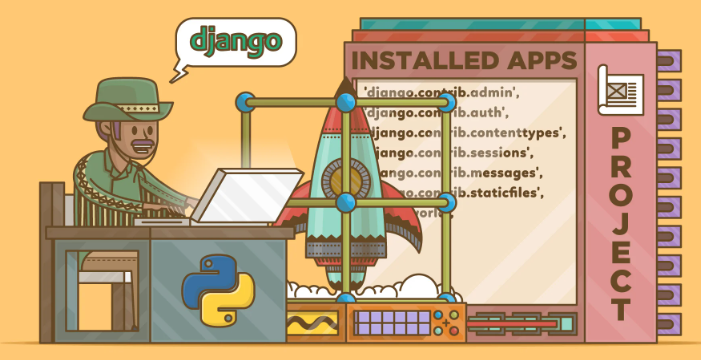 django
INSTALLED APPS
'django.contrib.admin',
'django.contrib.auth',
django.contrib.contenttypes',
django.contrib.sessions',
django.contrib.messages',
contrib.staticfiles',
world',
PROJECT